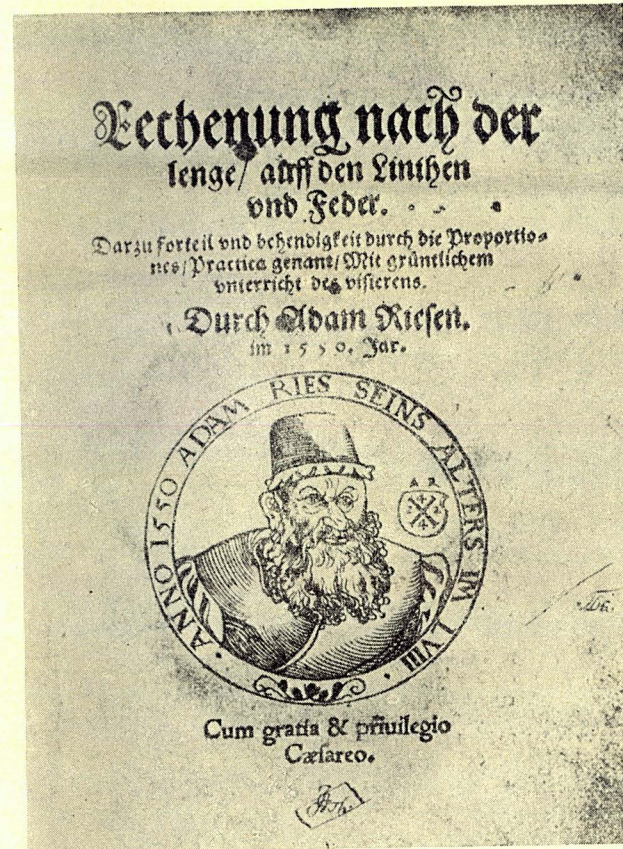 Rechenung nach der
lenge/ auff den Linihen
vnd Feder.
Darzu forteil vnd behendigkeit durch die Proportio-
nes/Practica genant/Mit grüntlichem
vnterricht des visierens.
Durch Adam Riesen.
im 1550. Jar.
ANNO 1550 ADAM RIES SEINS ALTERS IM LVIII
A R
Cum gratia & priuilegio
Cæsareo.